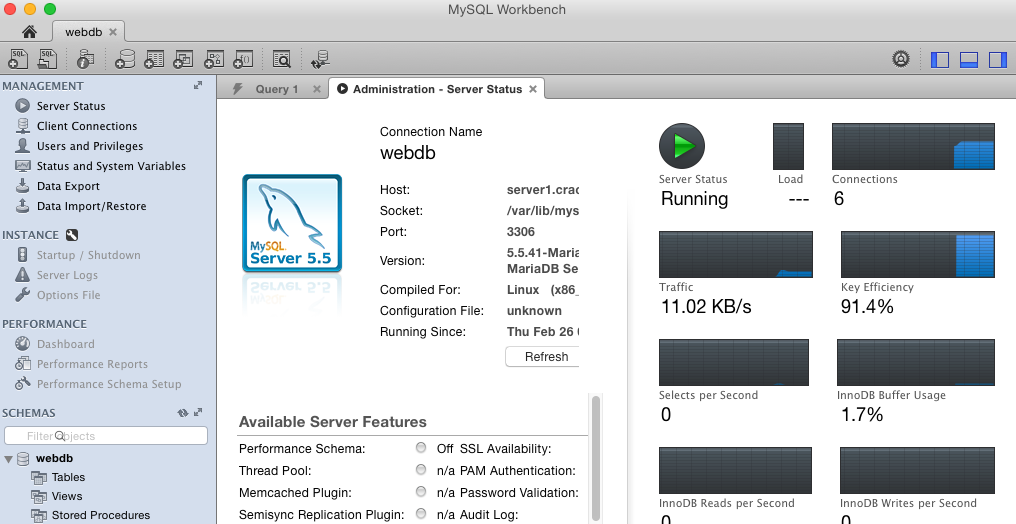 MySQL Workbench
webdb
Query 1
Administration - Server Status
MANAGEMENT
Server Status
Client Connections
Users and Privileges
Status and System Variables
Data Export
Data Import/Restore
INSTANCE
Startup / Shutdown
Server Logs
Options File
PERFORMANCE
Dashboard
Performance Reports
Performance Schema Setup
SCHEMAS
Filter objects
webdb
Tables
Views
Stored Procedures
MySQL
Server 5.5
Connection Name
webdb
Host: server1.crac
Socket: /var/lib/mys
Port: 3306
Version: 5.5.41-Maria
MariaDB Se
Compiled For: Linux (x86_
Configuration File: unknown
Running Since: Thu Feb 26
Refresh
Available Server Features
Performance Schema: Off SSL Availability:
Thread Pool: n/a PAM Authentication:
Memcached Plugin: n/a Password Validation:
Semisync Replication Plugin: n/a Audit Log:
Server Status
Running
Load
---
Connections
6
Traffic
11.02 KB/s
Key Efficiency
91.4%
Selects per Second
0
InnoDB Buffer Usage
1.7%
InnoDB Reads per Second
0
InnoDB Writes per Second
0